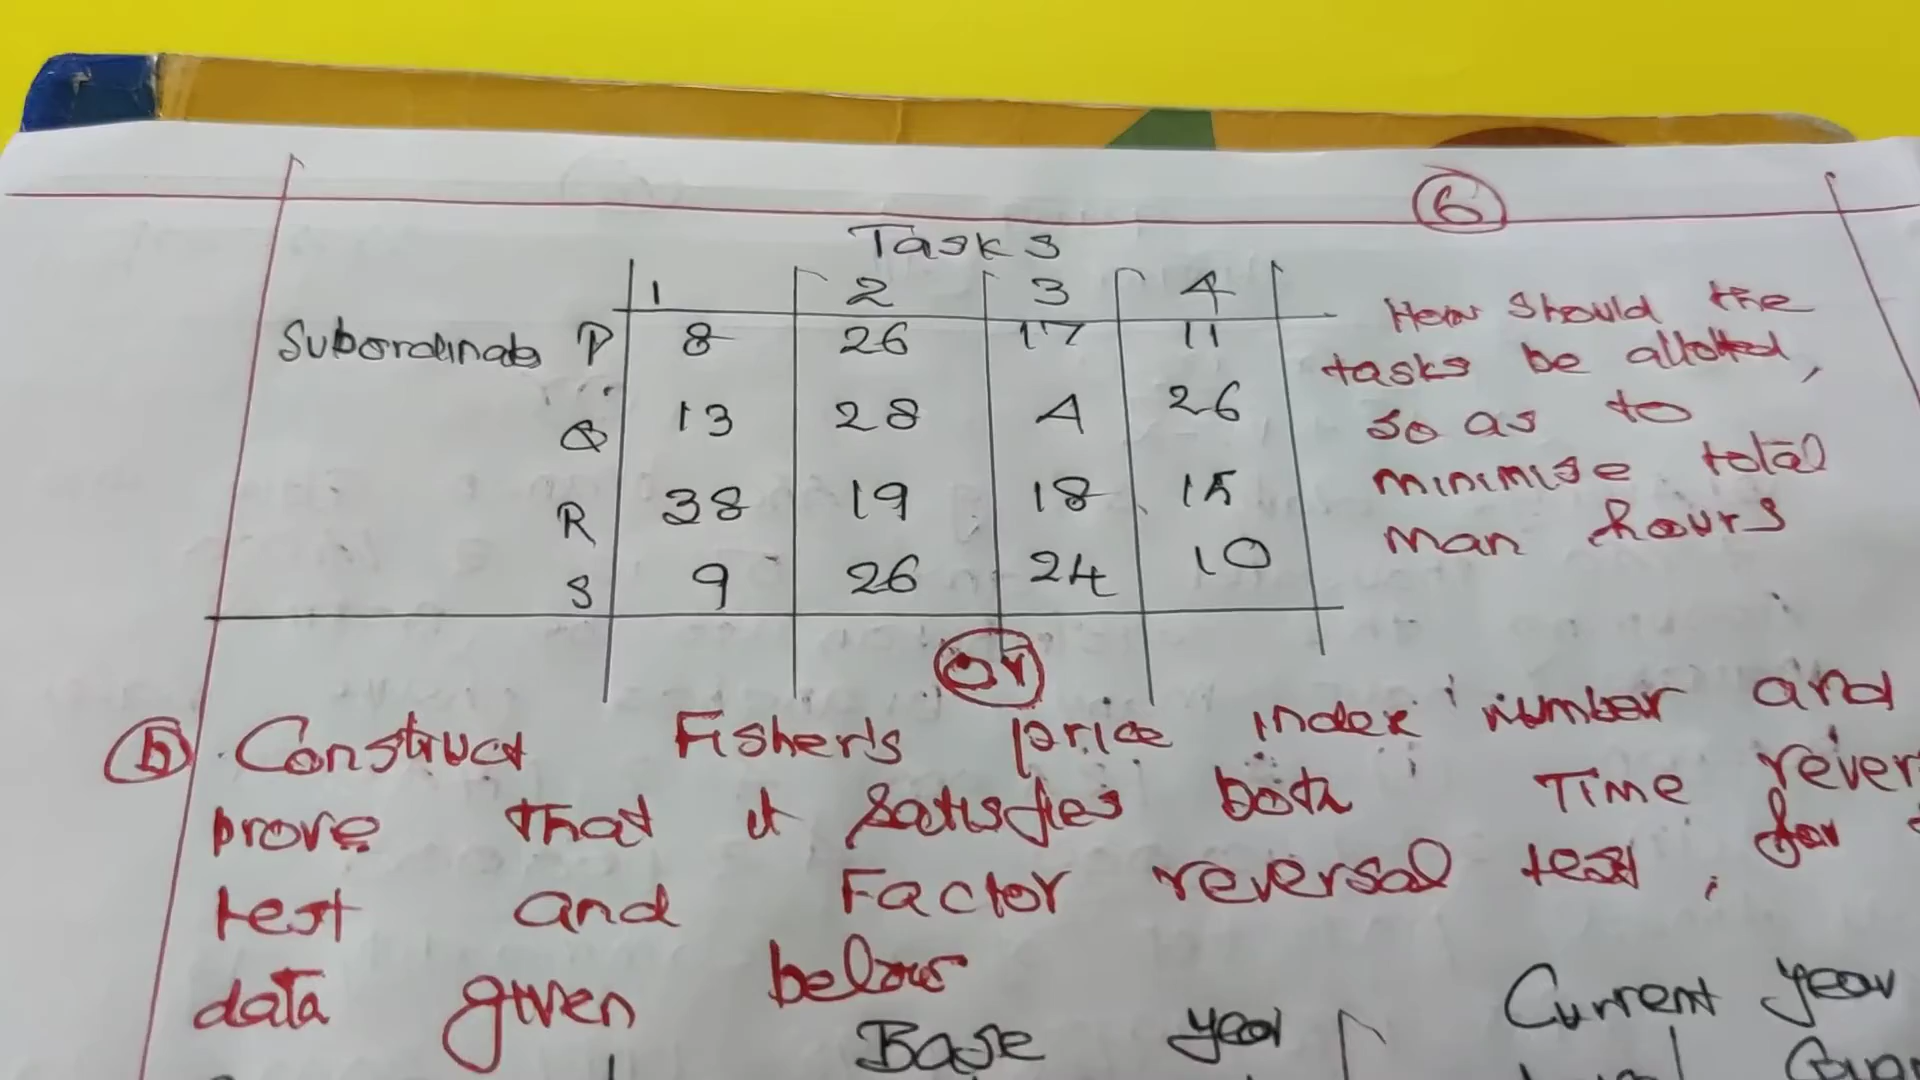 6
Tasks
1 2 3 4
Subordinates P 8 26 17 11
Q 13 28 4 26
R 38 19 18 15
S 9 26 24 10
How should the
tasks be allotted,
so as to
minimise total
man hours
or
b Construct Fisher's price index number and
prove that it satisfies both Time rever
test and Factor reversal test, for
data given below
Base year Current year